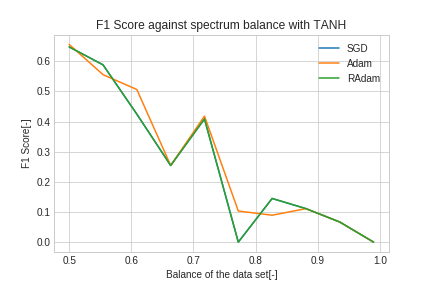 F1 Score against spectrum balance with TANH
SGD
Adam
RAdam
F1 Score[-]
0.6
0.5
0.4
0.3
0.2
0.1
0.0
0.5 0.6 0.7 0.8 0.9 1.0
Balance of the data set[-]